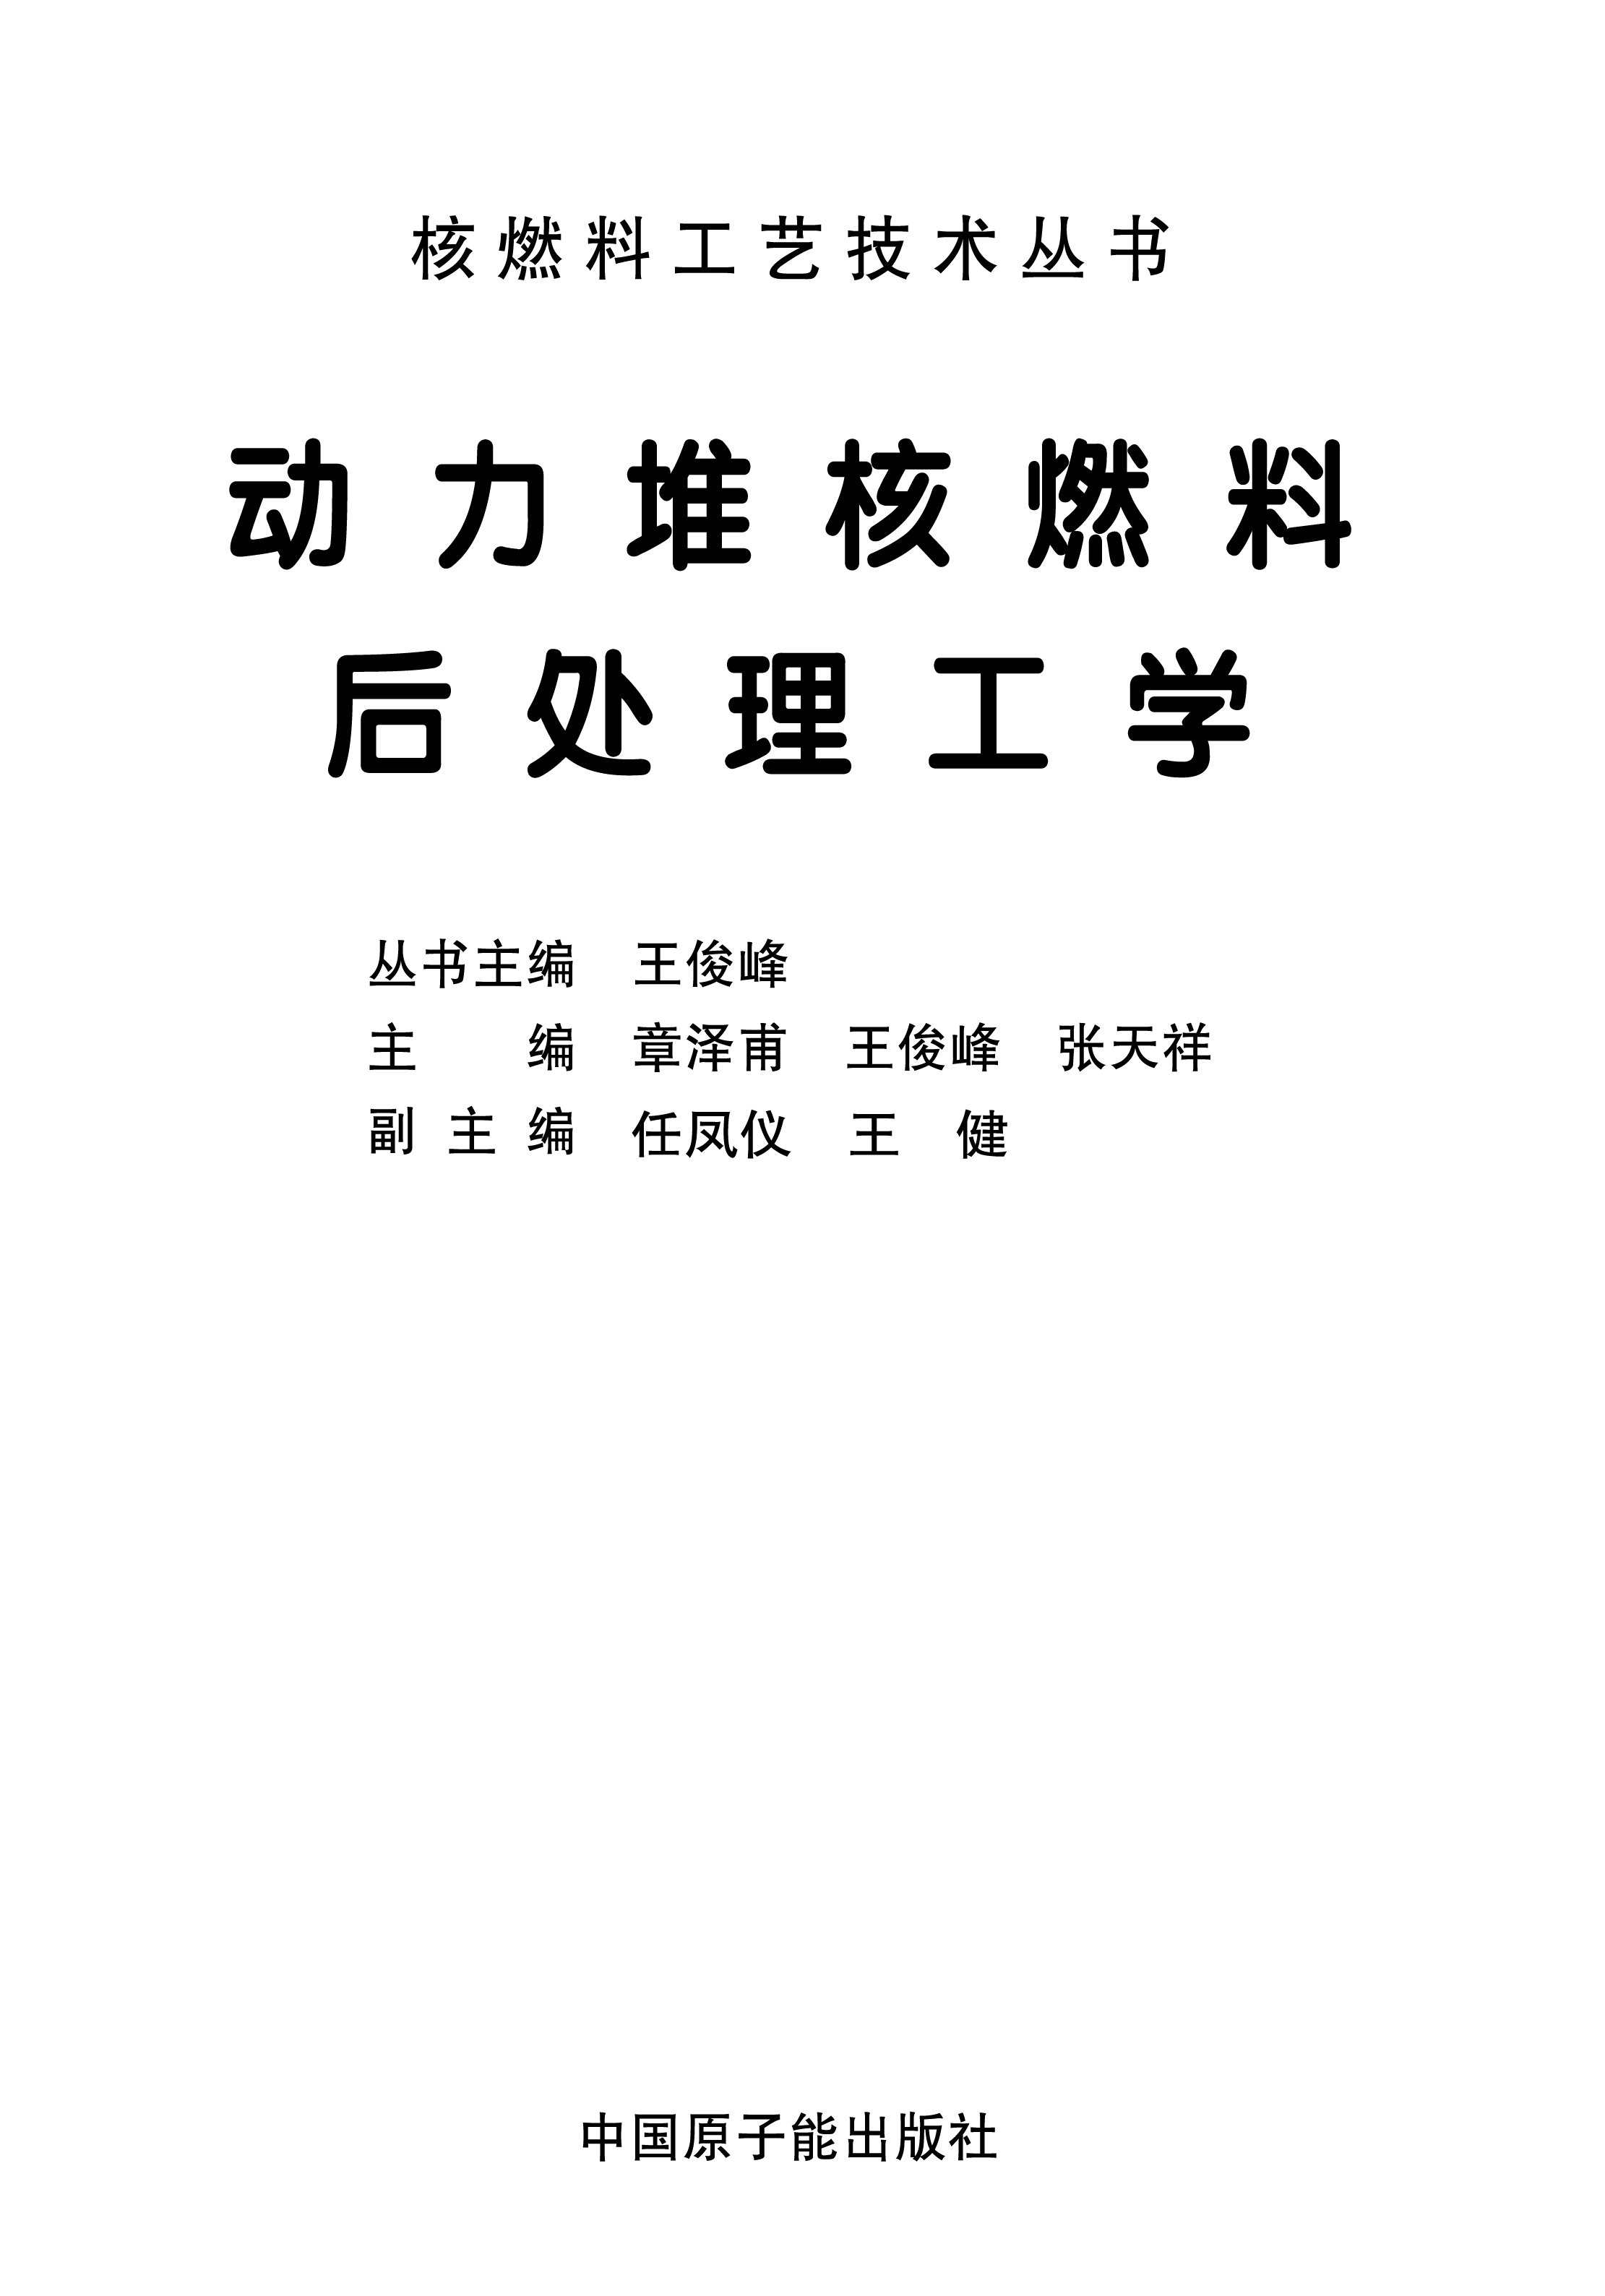 核燃料工艺技术丛书
动力堆核燃料
后处理工学
丛书主编 王俊峰
主编 章泽甫 王俊峰 张天祥
副主编 任凤仪 王健
中国原子能出版社